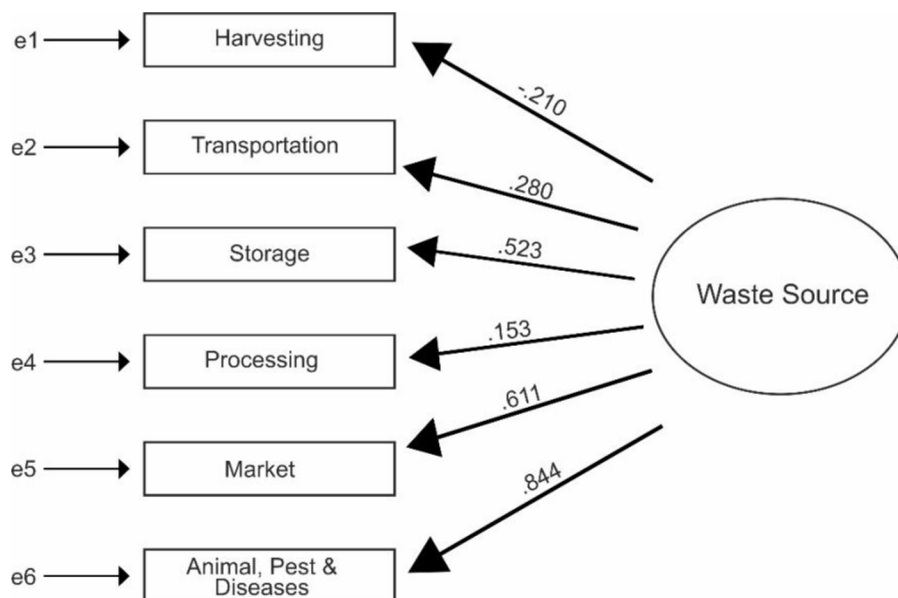 e1
Harvesting
-.210
e2
Transportation
.280
e3
Storage
.523
Waste Source
e4
Processing
.153
e5
Market
.611
e6
Animal, Pest &
Diseases
.844